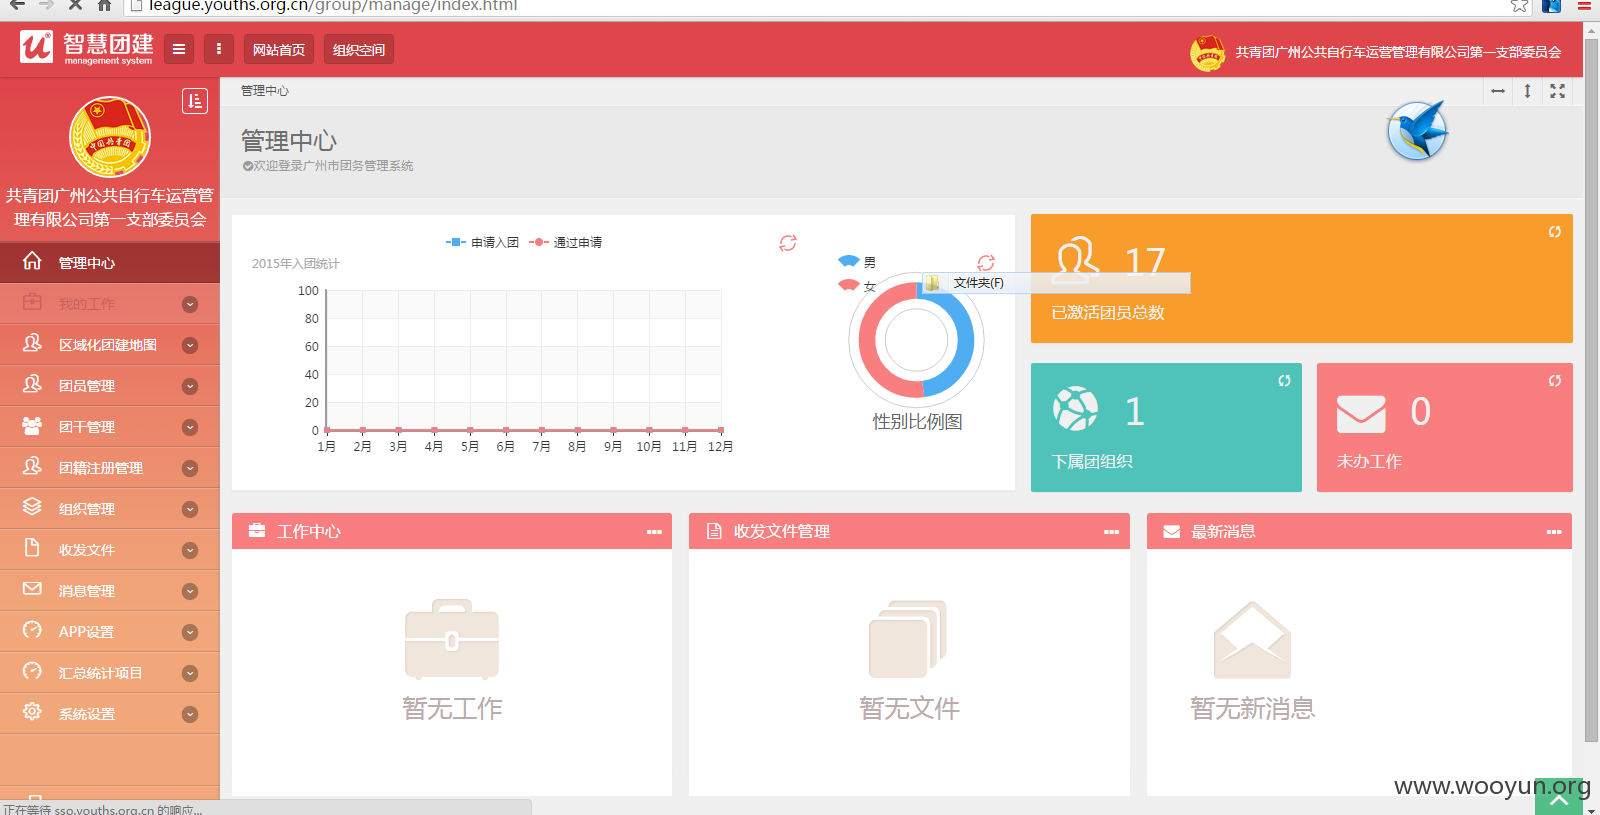 league.youths.org.cn/group/manage/index.html
智慧团建
management system
网站首页
组织空间
共青团广州公共自行车运营管理有限公司第一支部委员会
共青团广州公共自行车运营管
理有限公司第一支部委员会
管理中心
我的工作
区域化团建地图
团员管理
团干管理
团籍注册管理
组织管理
收发文件
消息管理
APP设置
汇总统计项目
系统设置
管理中心
管理中心
欢迎登录广州市团务管理系统
申请入团 通过申请
2015年入团统计
100
80
60
40
20
0
1月 2月 3月 4月 5月 6月 7月 8月 9月 10月 11月 12月
男
女
文件夹(F)
性别比例图
17
已激活团员总数
1
下属团组织
0
未办工作
工作中心
暂无工作
收发文件管理
暂无文件
最新消息
暂无新消息
www.wooyun.org
正在等待 sso.youths.org.cn 的响应...